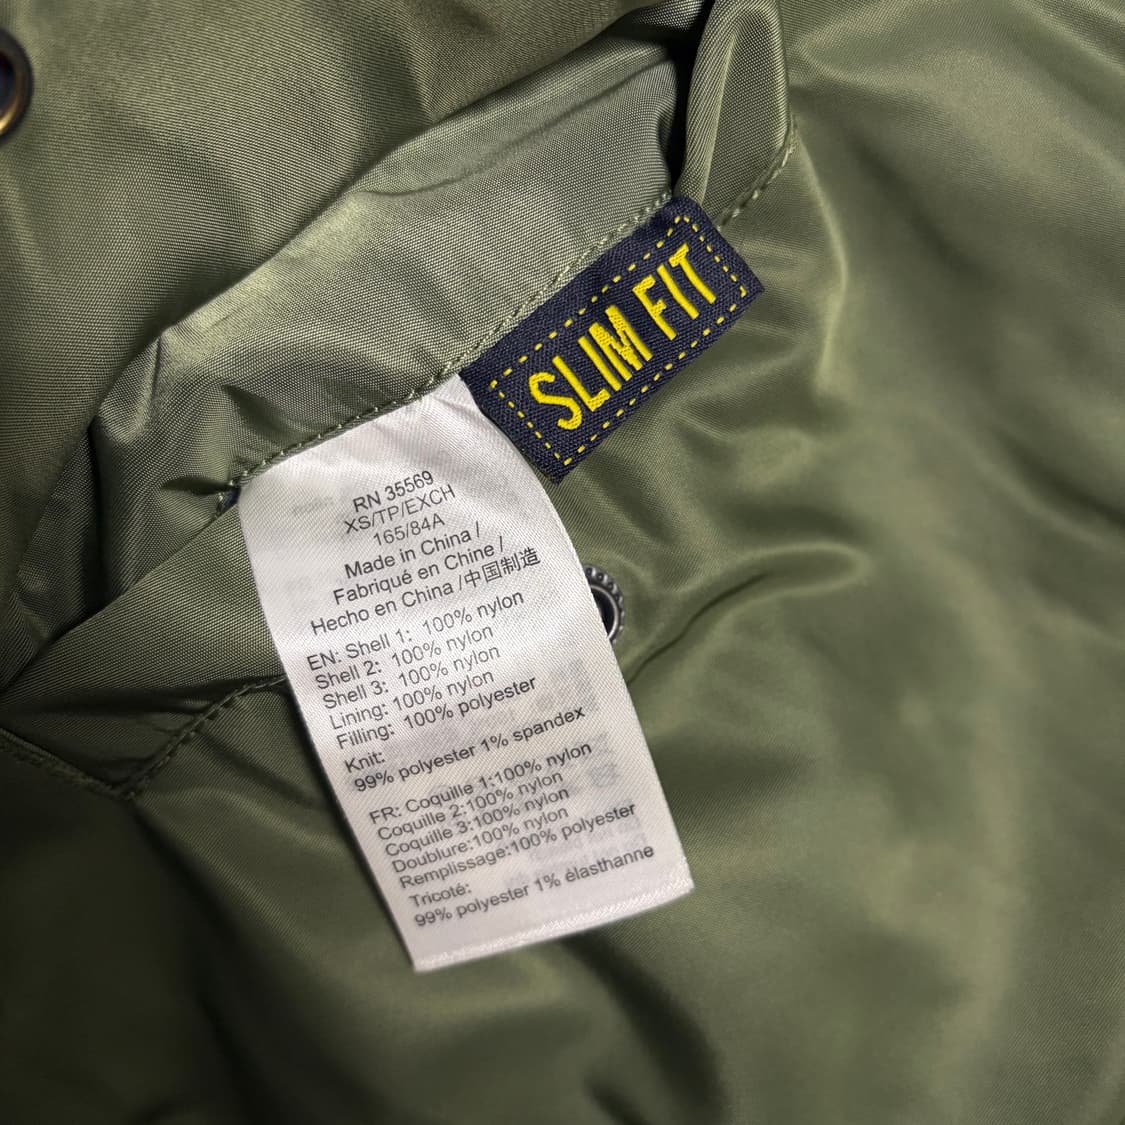 SLIM FIT
RN 35569
XS/TP/EXCH
165/84A
Made in China /
Fabriqué en Chine /
Hecho en China /中国制造
EN: Shell 1: 100% nylon
Shell 2: 100% nylon
Shell 3: 100% nylon
Lining: 100% nylon
Filling: 100% polyester
Knit:
99% polyester 1% spandex
FR: Coquille 1:100% nylon
Coquille 2:100% nylon
Coquille 3:100% nylon
Doublure:100% nylon
Remplissage:100% polyester
Tricoté:
99% polyester 1% élasthanne